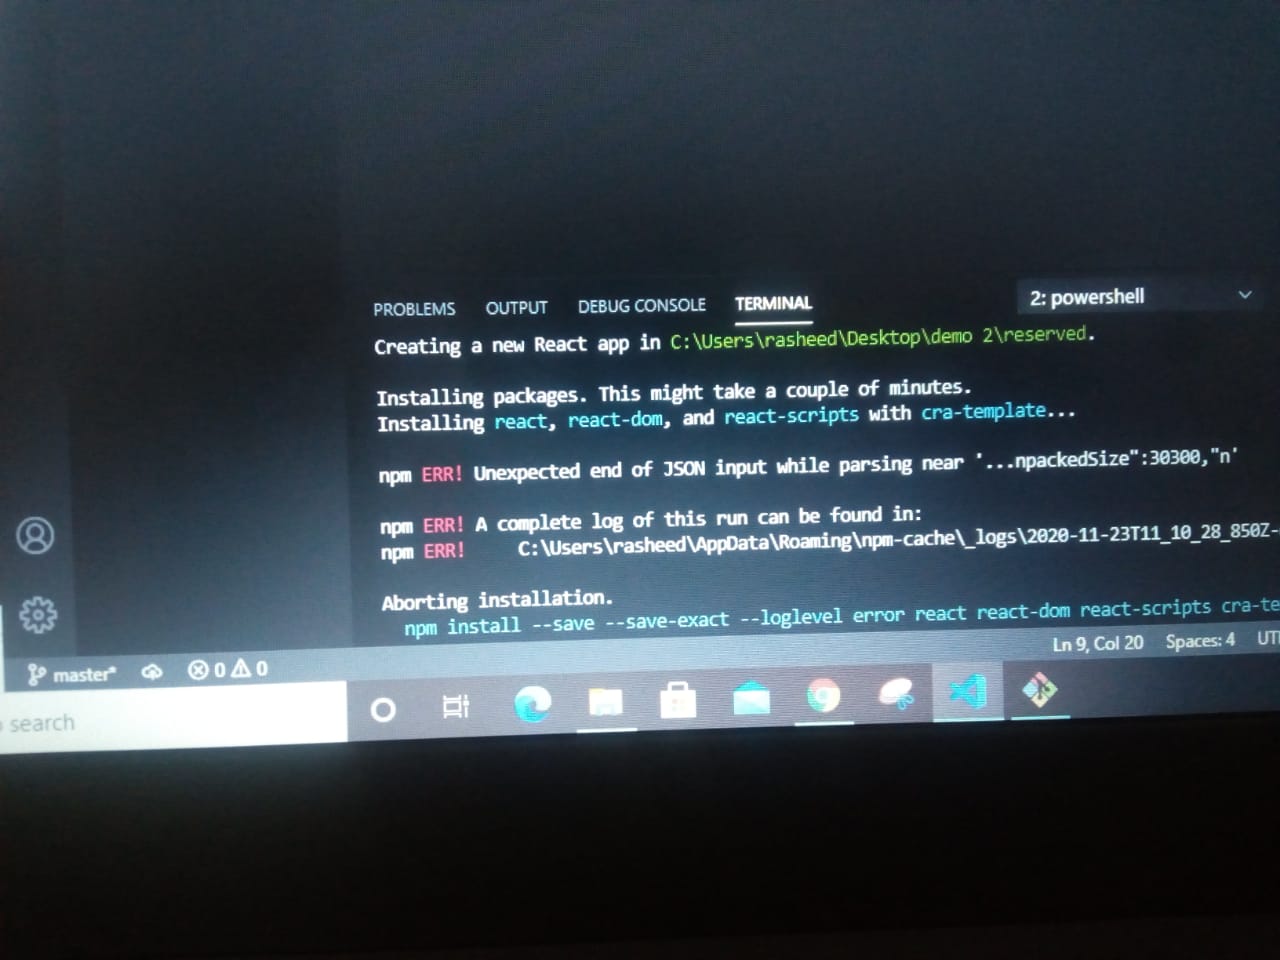 PROBLEMS OUTPUT DEBUG CONSOLE TERMINAL 2: powershell
Creating a new React app in C:\Users\rasheed\Desktop\demo 2\reserved.
Installing packages. This might take a couple of minutes.
Installing react, react-dom, and react-scripts with cra-template...
npm ERR! Unexpected end of JSON input while parsing near '...npackedSize":30300,"n'
npm ERR! A complete log of this run can be found in:
npm ERR! C:\Users\rasheed\AppData\Roaming\npm-cache\_logs\2020-11-23T11_10_28_850Z-
Aborting installation.
npm install --save --save-exact --loglevel error react react-dom react-scripts cra-te
master* 0 0 Ln 9, Col 20 Spaces: 4 UT
search